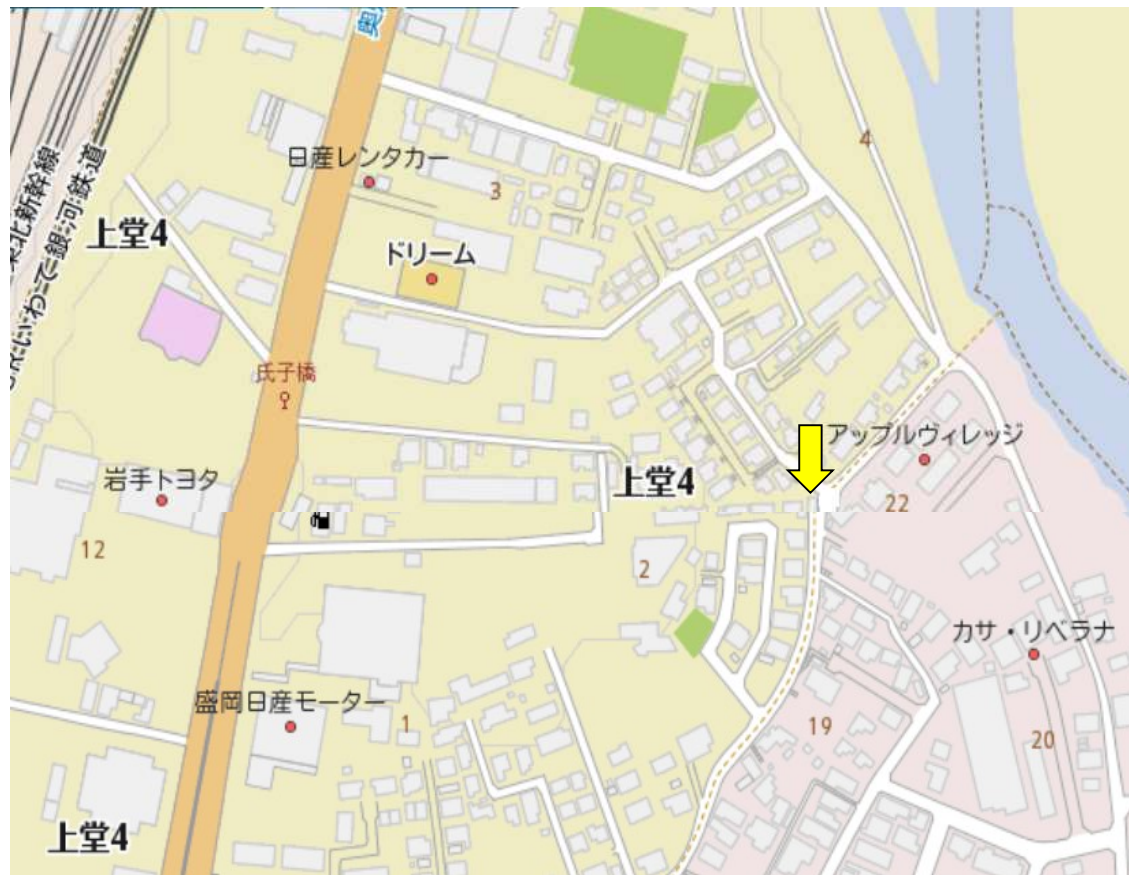 奥
4
日産レンタカー
3
東北新幹線
いわて銀河鉄道
上堂4
ドリーム
氏子橋
アップルヴィレッジ
岩手トヨタ
上堂4
22
12
2
カサ・リベラナ
盛岡日産モーター
1
19
20
上堂4